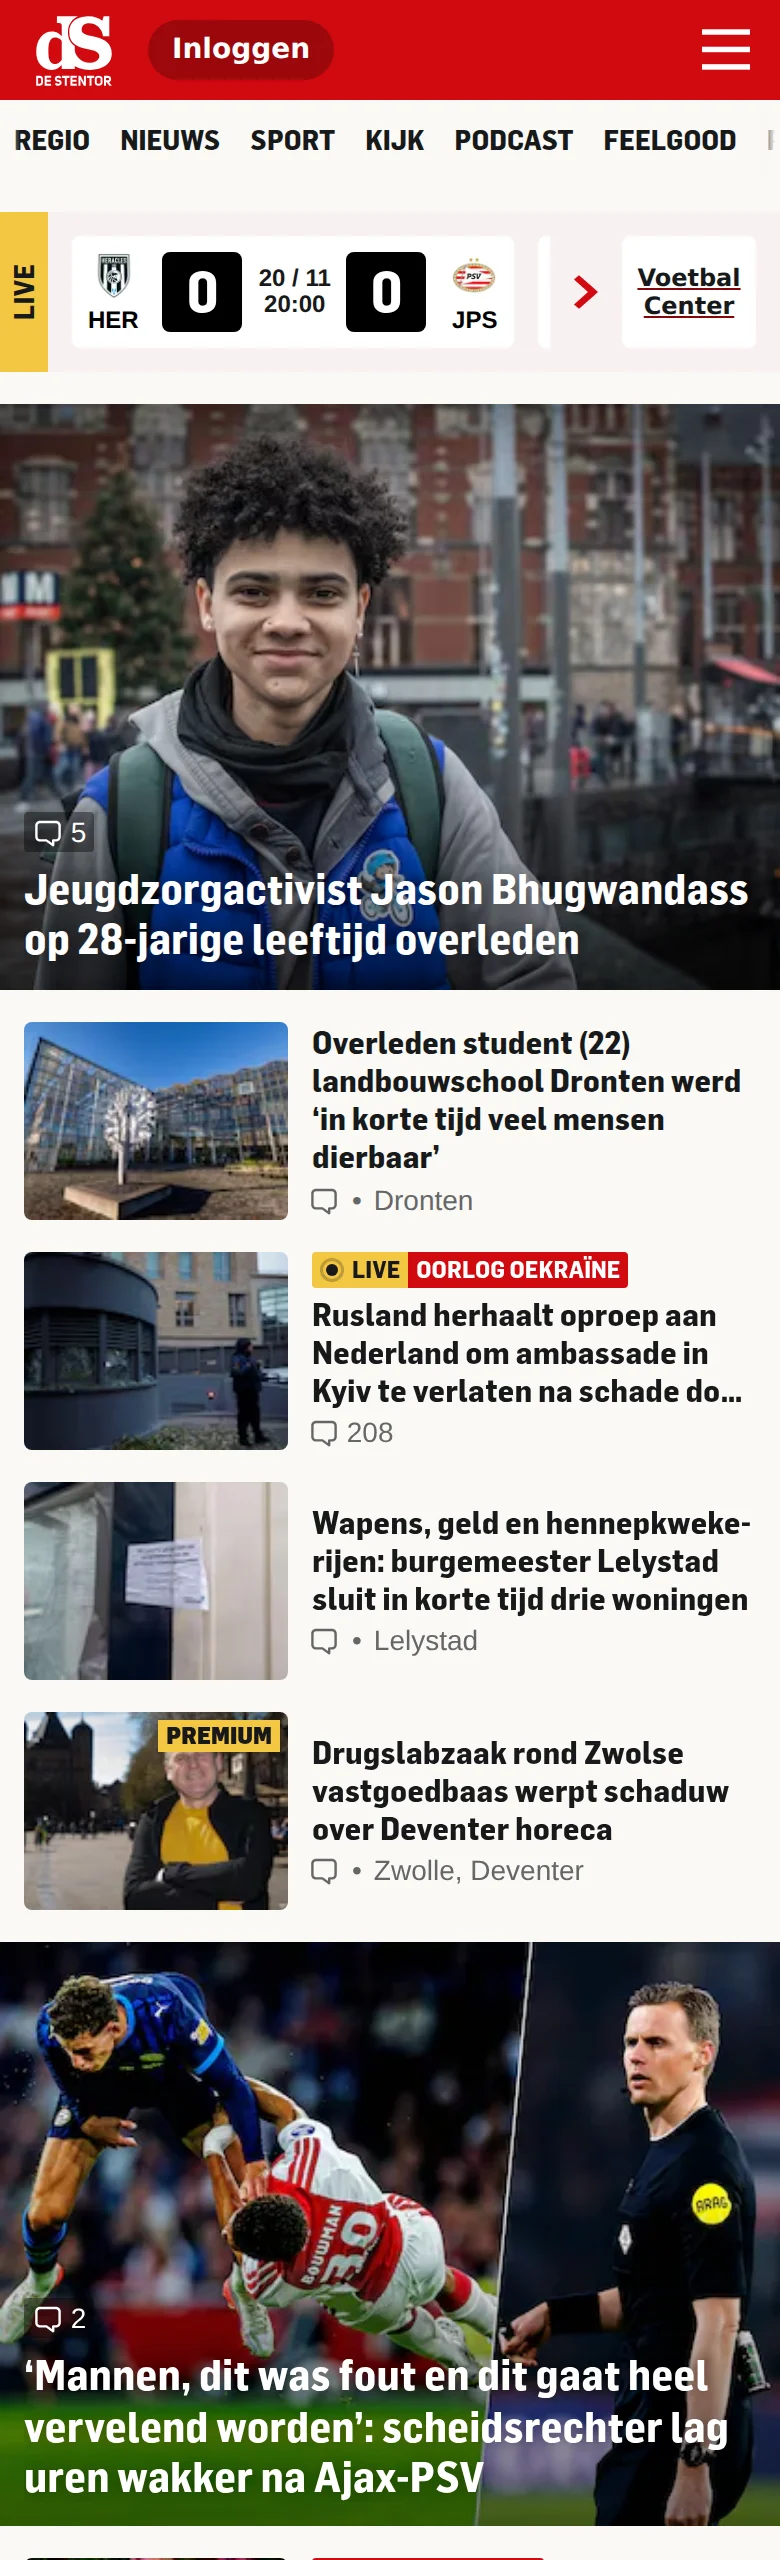 dS
DE STENTOR
Inloggen
REGIO NIEUWS SPORT KIJK PODCAST FEELGOOD
LIVE
HERACLES
HER
0
20 / 11
20:00
0
PSV
JPS
Voetbal
Center
5
Jeugdzorgactivist Jason Bhugwandass
op 28-jarige leeftijd overleden
Overleden student (22)
landbouwschool Dronten werd
‘in korte tijd veel mensen
dierbaar’
• Dronten
LIVE OORLOG OEKRAÏNE
Rusland herhaalt oproep aan
Nederland om ambassade in
Kyiv te verlaten na schade do...
208
Wapens, geld en hennepkweke-
rijen: burgemeester Lelystad
sluit in korte tijd drie woningen
• Lelystad
PREMIUM
Drugslabzaak rond Zwolse
vastgoedbaas werpt schaduw
over Deventer horeca
• Zwolle, Deventer
ARAG
BOUWMAN
30
2
‘Mannen, dit was fout en dit gaat heel
vervelend worden’: scheidsrechter lag
uren wakker na Ajax-PSV